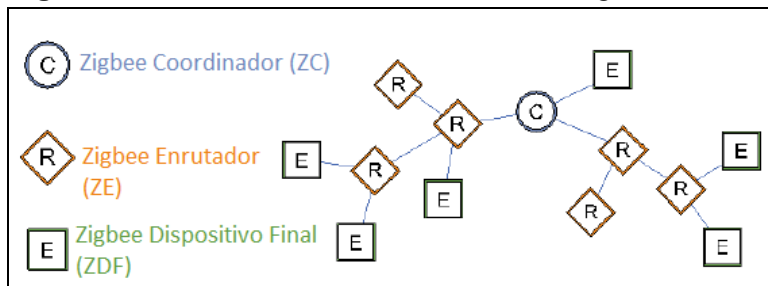 C Zigbee Coordinador (ZC)
R Zigbee Enrutador
(ZE)
E Zigbee Dispositivo Final
(ZDF)
E
R
C
R
R
E
E
R
R
E
R
E
E